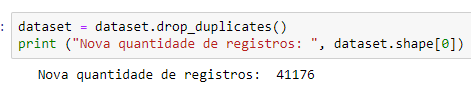 : dataset = dataset.drop_duplicates()
print ("Nova quantidade de registros: ", dataset.shape[0])
Nova quantidade de registros:  41176